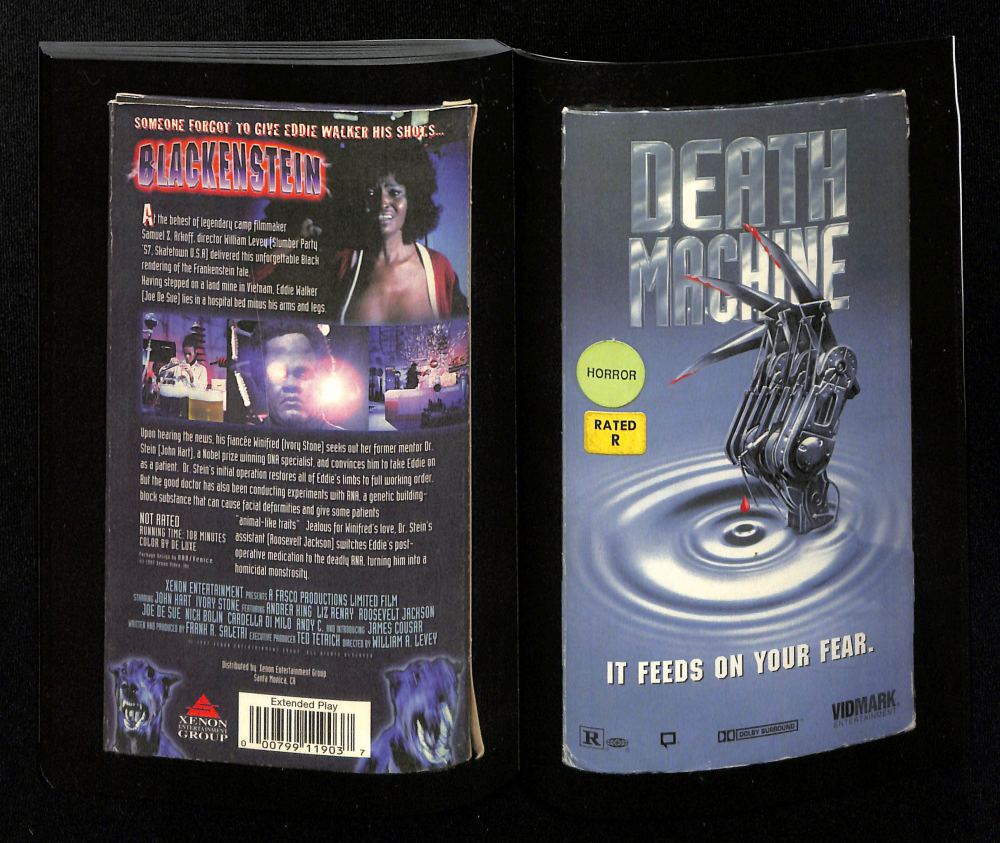 SOMEONE FORGOT TO GIVE EDDIE WALKER HIS SHOTS...
BLACKENSTEIN
At the behest of legendary camp filmmaker
Samuel Z. Arkoff, director William Levey (Slumber Party
'57, Skatetown U.S.A) delivered this unforgettable Black
rendering of the Frankenstein tale.
Having stepped on a land mine in Vietnam, Eddie Walker
(Joe De Sue) lies in a hospital bed minus his arms and legs.
Upon hearing the news, his fiancée Winifred (Ivory Stone) seeks out her former mentor Dr.
Stein (John Hart), a Nobel prize winning DNA specialist, and convinces him to take Eddie on
as a patient. Dr. Stein's initial operation restores all of Eddie's limbs to full working order.
But the good doctor has also been conducting experiments with RNA, a genetic building-
block substance that can cause facial deformities and give some patients
"animal-like traits" Jealous for Winifred's love, Dr. Stein's
assistant (Roosevelt Jackson) switches Eddie's post-
operative medication to the deadly RNA, turning him into a
homicidal monstrosity.
NOT RATED
RUNNING TIME: 108 MINUTES
COLOR BY DE LUXE
Package Design by
XENON ENTERTAINMENT PRESENTS A FRSCO PRODUCTIONS LIMITED FILM
STARRING JOHN HART IVORY STONE FEATURING ANDREA KING LIZ RENAY ROOSEVELT JACKSON
JOE DE SUE NICK BOLIN CARDELLA DI MILO ANDY C. AND INTRODUCING JAMES COUSAR
WRITTEN AND PRODUCED BY FRANK R. SALETRI EXECUTIVE PRODUCER TED TETRICK DIRECTED BY WILLIAM A. LEVEY
Distributed by Xenon Entertainment Group
Santa Monica, CA
XENON
ENTERTAINMENT
GROUP
Extended Play
0 00799 11903 7
DEATH
MACHINE
HORROR
RATED
R
IT FEEDS ON YOUR FEAR.
VIDMARK
ENTERTAINMENT
R
DOLBY SURROUND